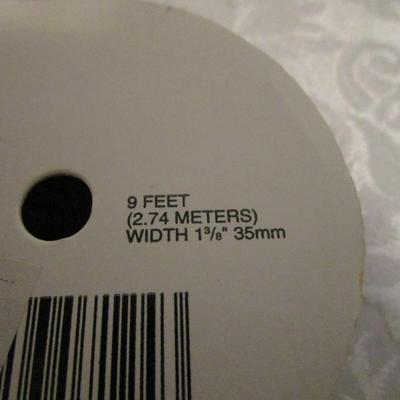 9 FEET
(2.74 METERS)
WIDTH 1³/₈" 35mm